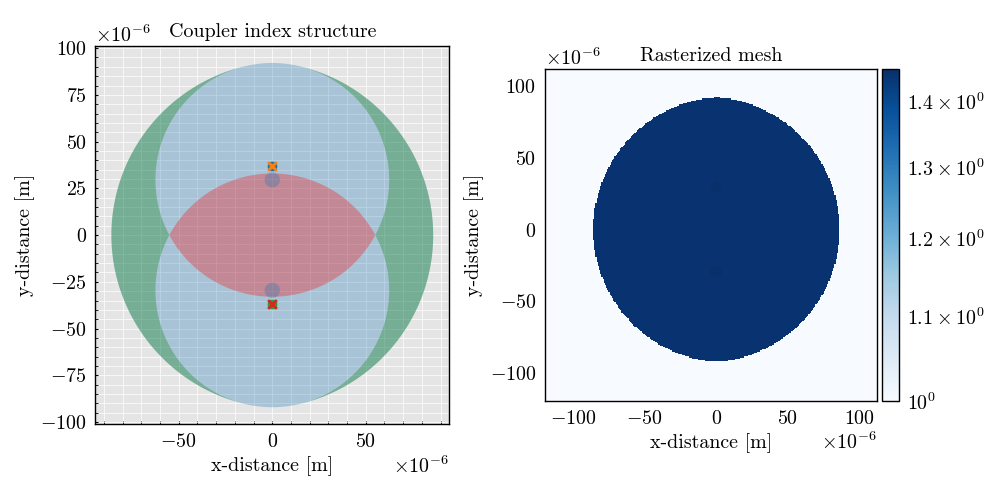 ×10⁻⁶ Coupler index structure
100
75
50
25
0
−25
−50
−75
−100
y-distance [m]
−50 0 50
x-distance [m] ×10⁻⁶
×10⁻⁶ Rasterized mesh
100
50
0
−50
−100
y-distance [m]
−100 −50 0 50 100
x-distance [m] ×10⁻⁶
1.4 × 10⁰
1.3 × 10⁰
1.2 × 10⁰
1.1 × 10⁰
10⁰